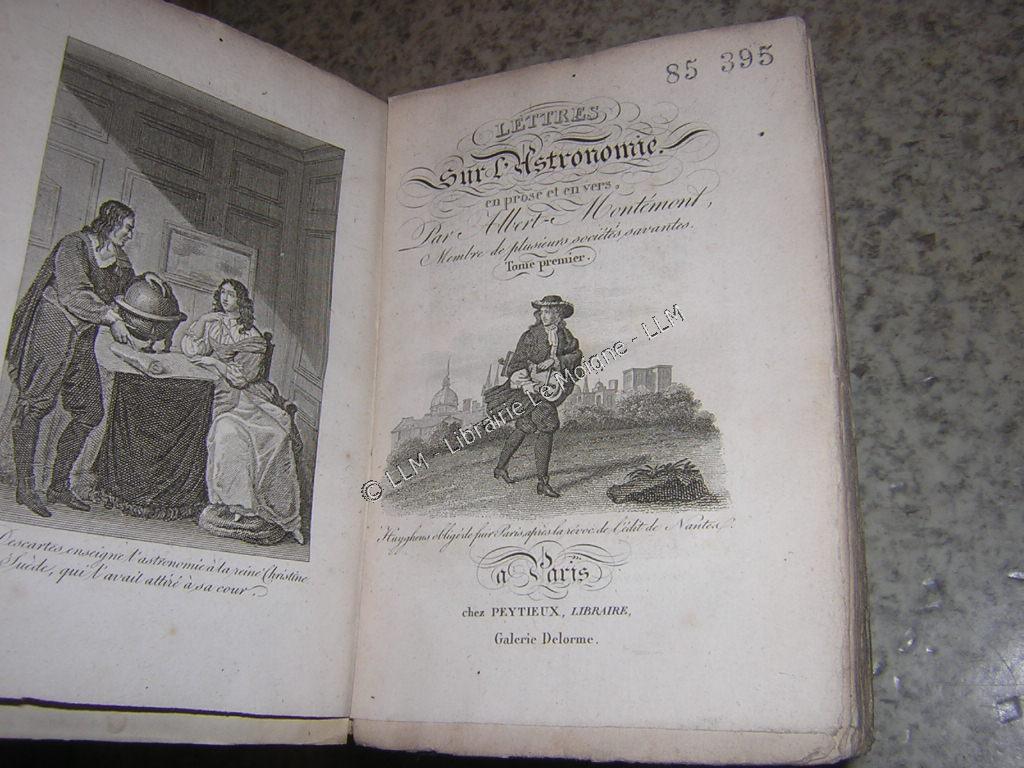 Descartes enseigne l'astronomie à la reine Christine
Suède, qui l'avait attiré à sa cour.
85 395
LETTRES
Sur L'Astronomie.
en prose et en vers,
Par Albert-Montémont,
Membre de plusieurs sociétés savantes.
Tome premier.
© LLM - Librairie Le Moigne - LLM
Huyghens obligé de fuir Paris, après la révoc. de l'édit de Nantes.
à Paris
chez PEYTIEUX, LIBRAIRE,
Galerie Delorme.